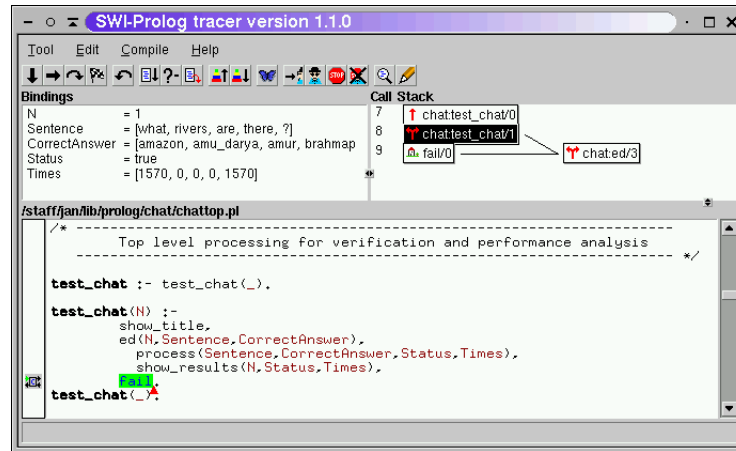 SWI-Prolog tracer version 1.1.0
Tool Edit Compile Help
?-
STOP
Bindings
N = 1
Sentence = [what, rivers, are, there, ?]
CorrectAnswer = [amazon, amu_darya, amur, brahmap
Status = true
Times = [1570, 0, 0, 0, 1570]
Call Stack
7 chat:test_chat/0
8 chat:test_chat/1
9 fail/0 chat:ed/3
/staff/jan/lib/prolog/chat/chattop.pl
/* ----------------------------------------------------------------------
Top level processing for verification and performance analysis
---------------------------------------------------------------------- */
test_chat :- test_chat(_).
test_chat(N) :-
show_title,
ed(N,Sentence,CorrectAnswer),
process(Sentence,CorrectAnswer,Status,Times),
show_results(N,Status,Times),
fail.
test_chat(_).